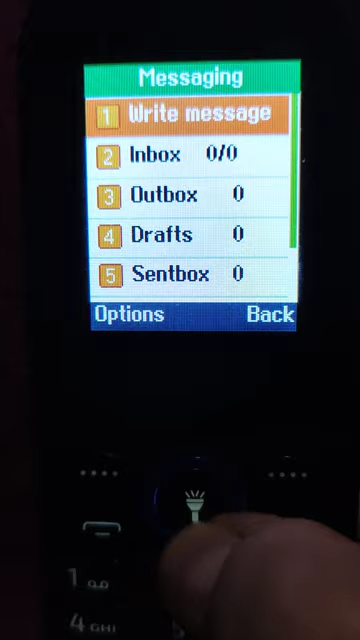 Messaging
1 Write message
2 Inbox 0/0
3 Outbox 0
4 Drafts 0
5 Sentbox 0
Options Back
1
4 GHI